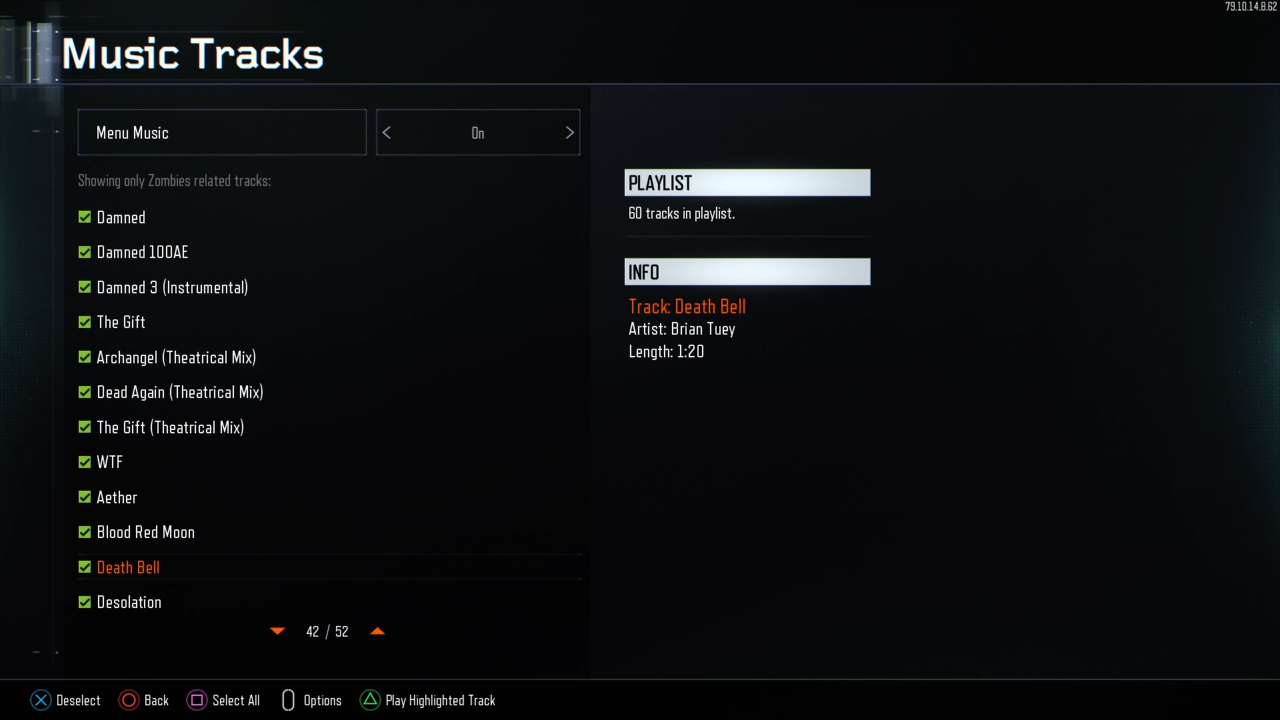 79.10.14.8.62
Music Tracks
Menu Music
On
Showing only Zombies related tracks:
Damned
Damned 100AE
Damned 3 (Instrumental)
The Gift
Archangel (Theatrical Mix)
Dead Again (Theatrical Mix)
The Gift (Theatrical Mix)
WTF
Aether
Blood Red Moon
Death Bell
Desolation
42 / 52
PLAYLIST
60 tracks in playlist.
INFO
Track: Death Bell
Artist: Brian Tuey
Length: 1:20
Deselect Back Select All Options Play Highlighted Track